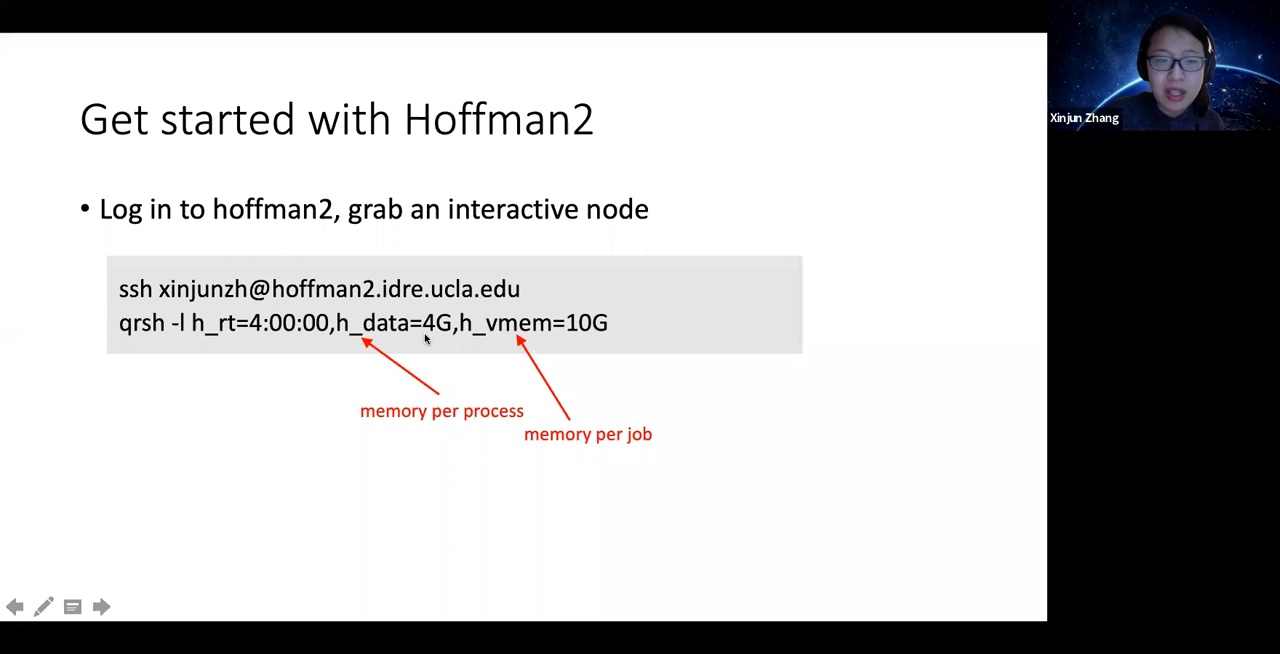 Get started with Hoffman2
• Log in to hoffman2, grab an interactive node
ssh xinjunzh@hoffman2.idre.ucla.edu
qrsh -l h_rt=4:00:00,h_data=4G,h_vmem=10G
memory per process
memory per job
Xinjun Zhang